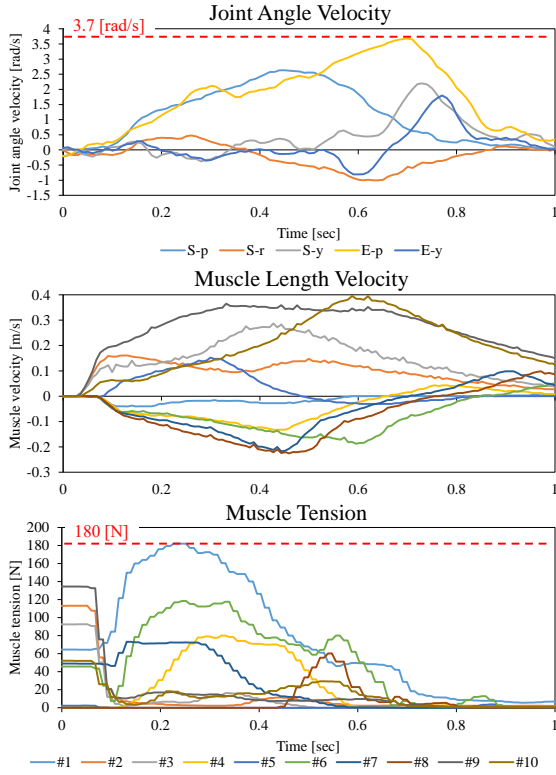 Joint Angle Velocity
3.7 [rad/s]
Joint angle velocity [rad/s]
4
3.5
3
2.5
2
1.5
1
0.5
0
-0.5
-1
-1.5
0 0.2 0.4 0.6 0.8 1
Time [sec]
S-p S-r S-y E-p E-y
Muscle Length Velocity
Muscle velocity [m/s]
0.4
0.3
0.2
0.1
0
-0.1
-0.2
-0.3
0 0.2 0.4 0.6 0.8 1
Time [sec]
Muscle Tension
180 [N]
Muscle tension [N]
200
180
160
140
120
100
80
60
40
20
0
0 0.2 0.4 0.6 0.8 1
Time [sec]
#1 #2 #3 #4 #5 #6 #7 #8 #9 #10